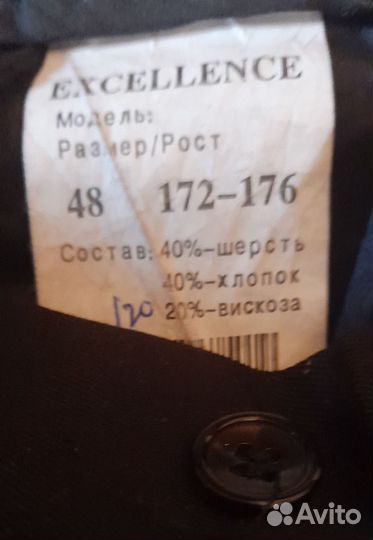 EXCELLENCE
Модель:
Размер/Рост
48 172-176
Состав: 40%-шерсть
40%-хлопок
120 20%-вискоза
Avito